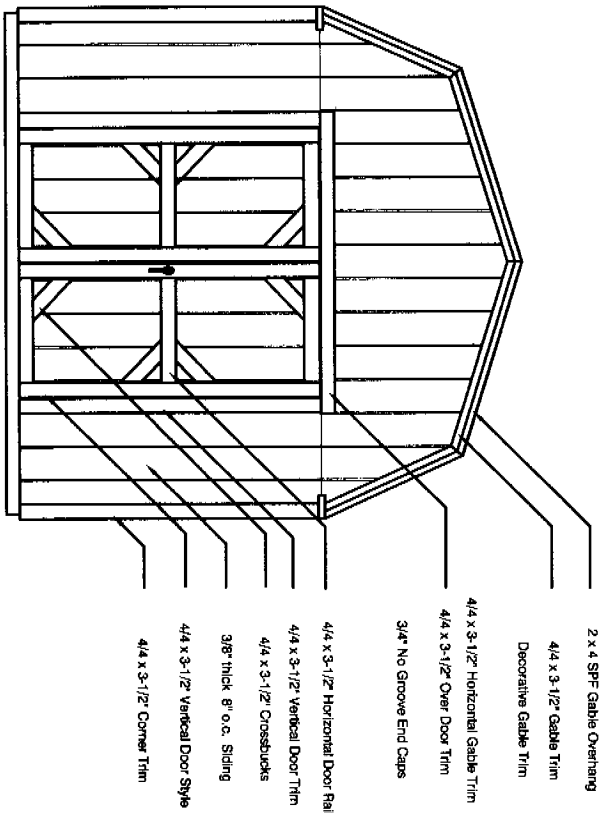 2 x 4 SPF Gable Overhang
4/4 x 3-1/2" Gable Trim
Decorative Gable Trim
4/4 x 3-1/2" Horizontal Gable Trim
4/4 x 3-1/2" Over Door Trim
3/4" No Groove End Caps
4/4 x 3-1/2" Horizontal Door Rail
4/4 x 3-1/2" Vertical Door Trim
4/4 x 3-1/2" Crossbucks
3/8" thick 8" o.c. Siding
4/4 x 3-1/2" Vertical Door Style
4/4 x 3-1/2" Corner Trim